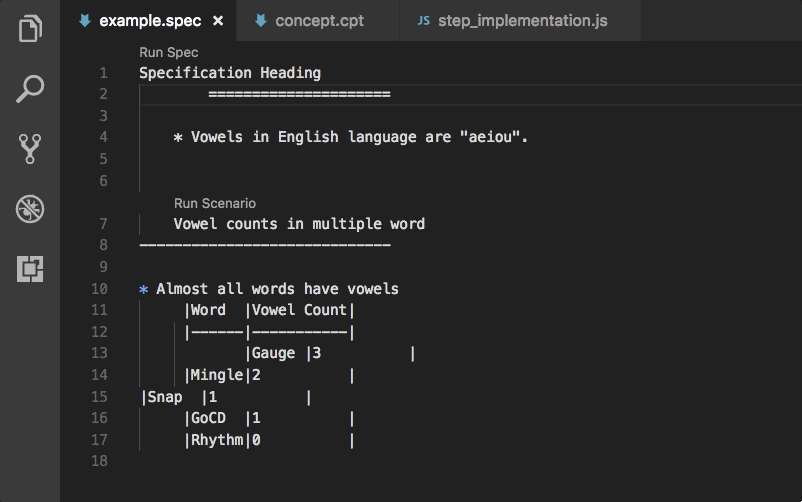 example.spec × concept.cpt JS step_implementation.js
Run Spec
1 Specification Heading
2 =====================
3
4 * Vowels in English language are "aeiou".
5
6
Run Scenario
7 Vowel counts in multiple word
8 -----------------------------
9
10 * Almost all words have vowels
11 |Word  |Vowel Count|
12 |------|-----------|
13 |Gauge |3          |
14 |Mingle|2          |
15 |Snap  |1          |
16 |GoCD  |1          |
17 |Rhythm|0          |
18